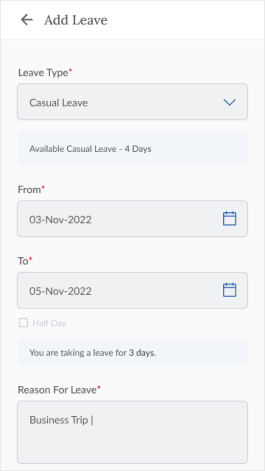 Add Leave
Leave Type*
Casual Leave
Available Casual Leave - 4 Days
From*
03-Nov-2022
To*
05-Nov-2022
Half Day
You are taking a leave for 3 days.
Reason For Leave*
Business Trip |